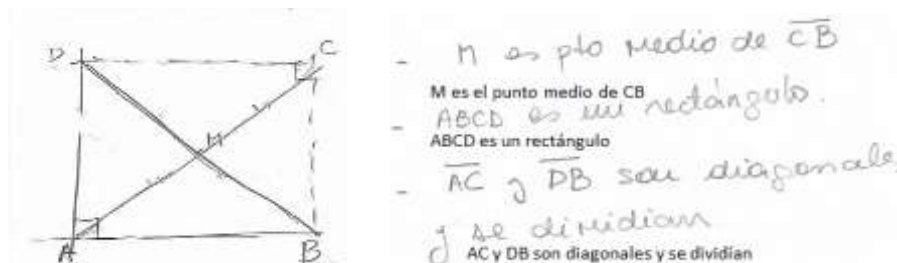 D
C
M
A
B
- M es pto medio de CB
M es el punto medio de CB
- ABCD es un rectángulo.
ABCD es un rectángulo
- AC y DB son diagonales
y se dividian
AC y DB son diagonales y se dividían